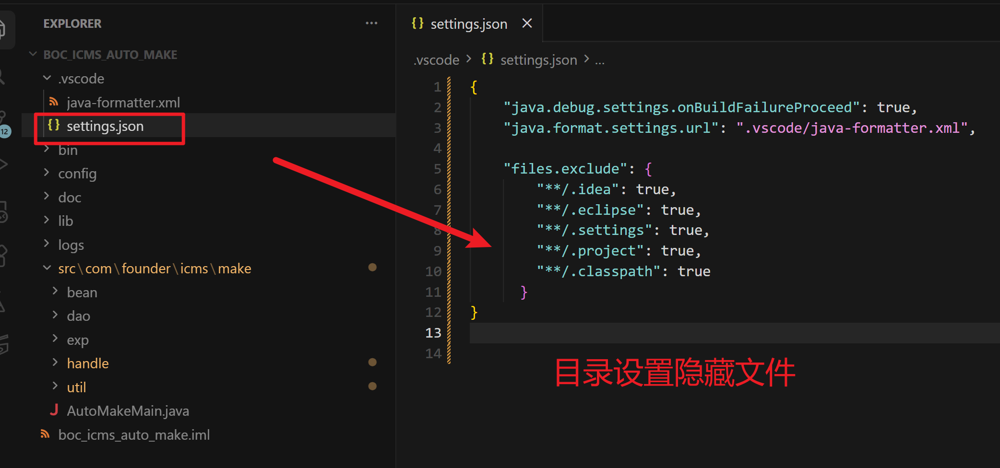 EXPLORER
BOC_ICMS_AUTO_MAKE
.vscode
java-formatter.xml
settings.json
bin
config
doc
lib
logs
src\com\founder\icms\make
bean
dao
exp
handle
util
AutoMakeMain.java
boc_icms_auto_make.iml
12
{} settings.json
.vscode > {} settings.json > ...
1 {
2 "java.debug.settings.onBuildFailureProceed": true,
3 "java.format.settings.url": ".vscode/java-formatter.xml",
4
5 "files.exclude": {
6 "**/.idea": true,
7 "**/.eclipse": true,
8 "**/.settings": true,
9 "**/.project": true,
10 "**/.classpath": true
11 }
12 }
13
14
目录设置隐藏文件